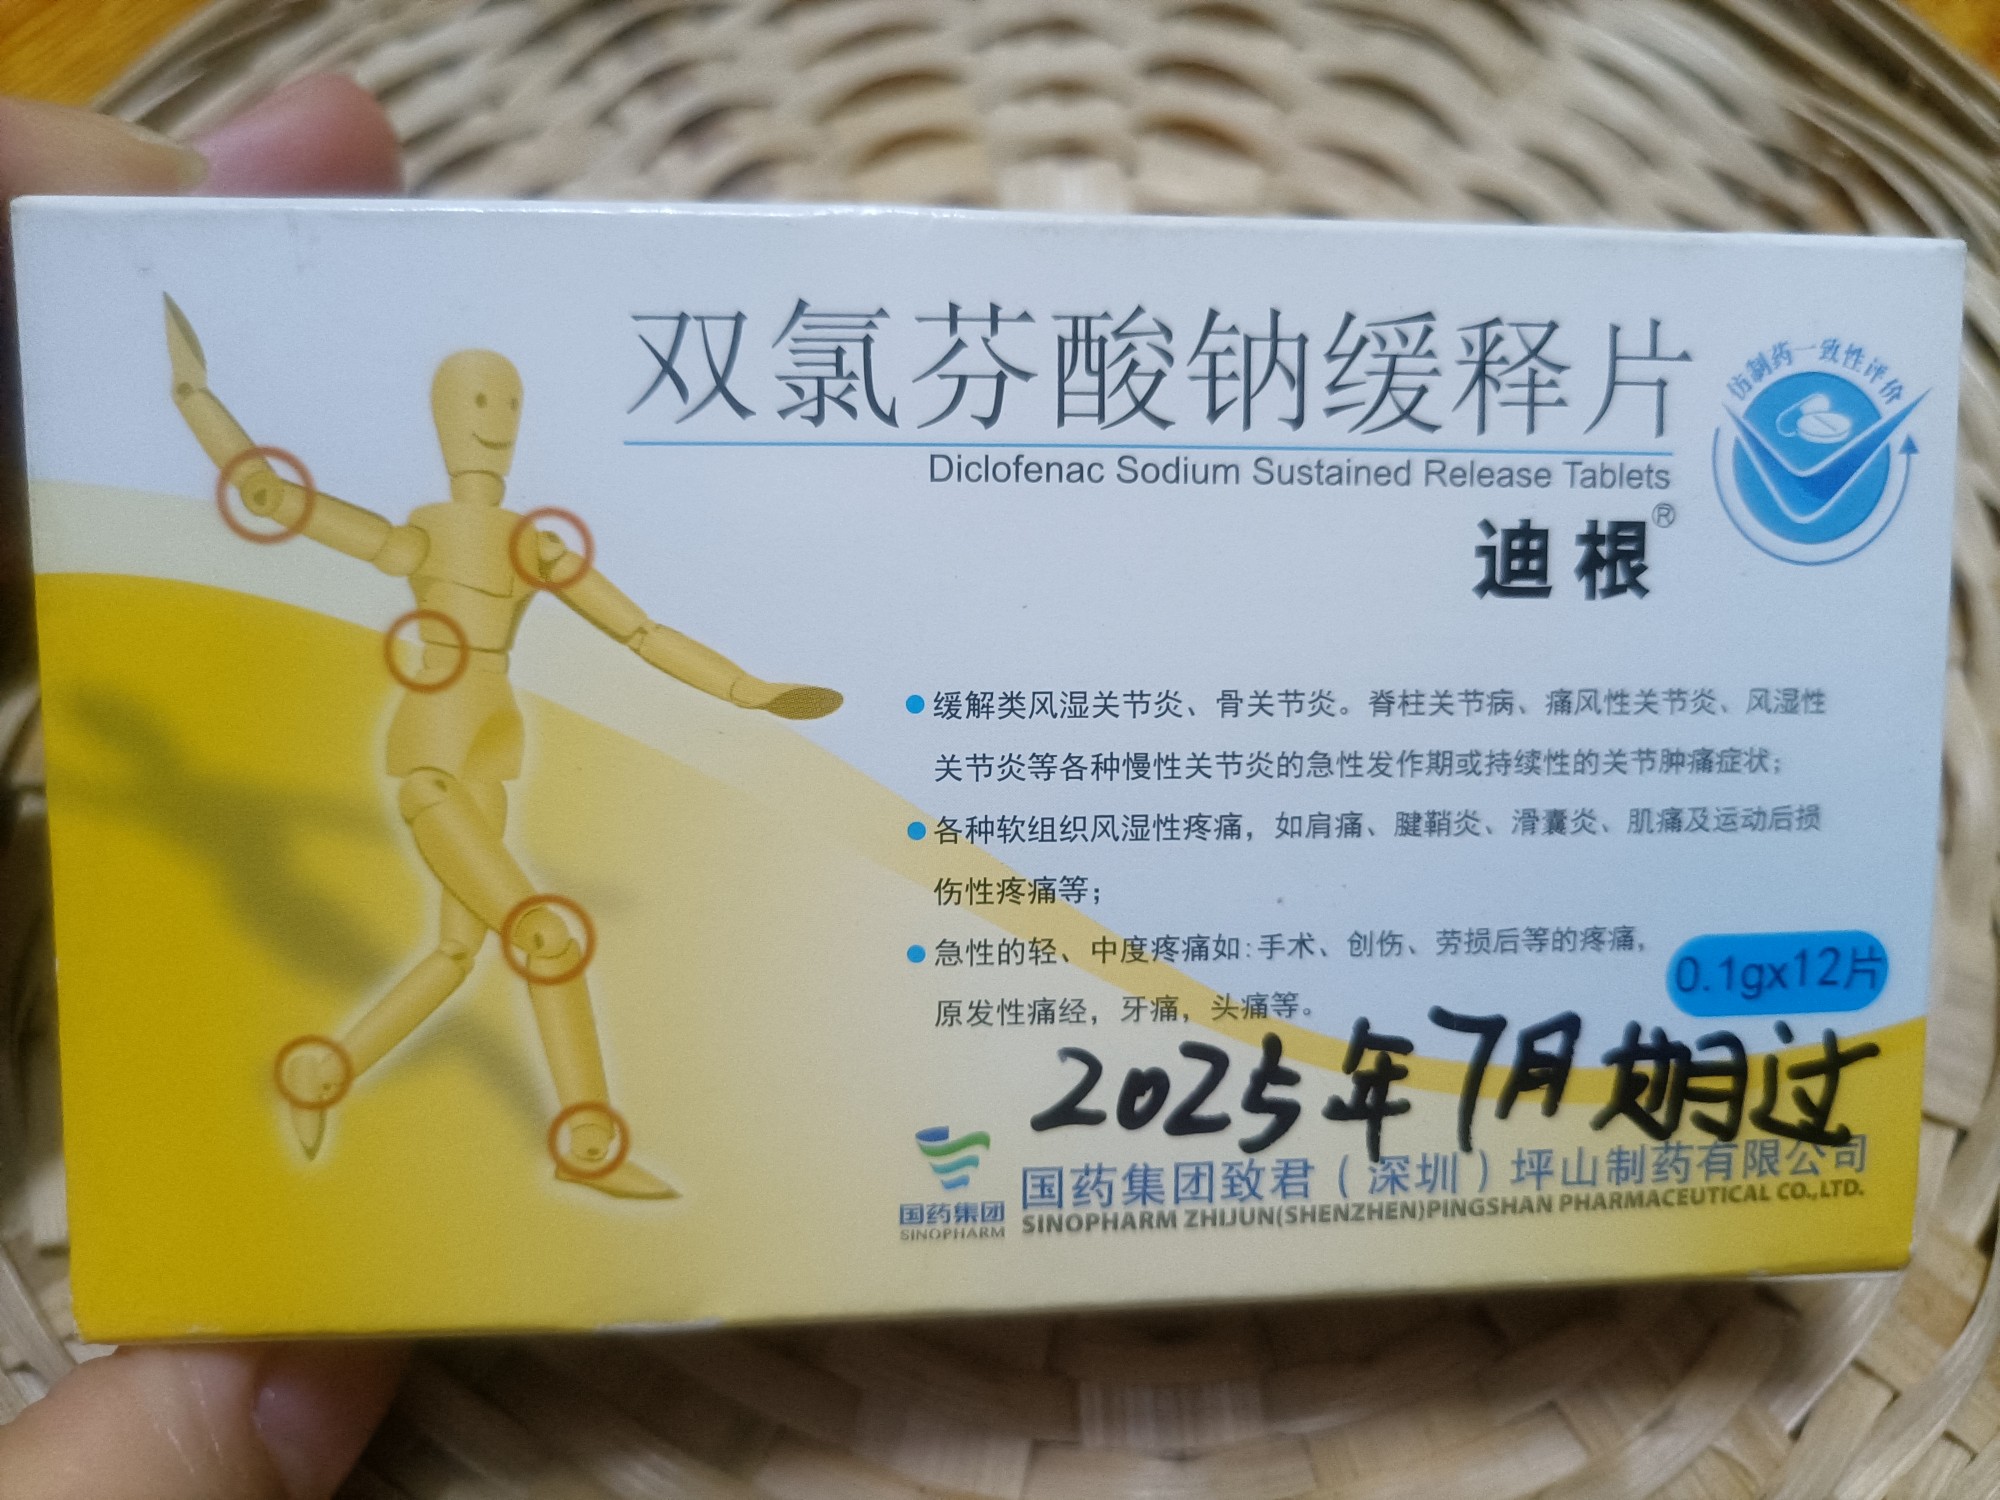 双氯芬酸钠缓释片
Diclofenac Sodium Sustained Release Tablets
迪根®
仿制药一致性评价
●缓解类风湿关节炎、骨关节炎。脊柱关节病、痛风性关节炎、风湿性
关节炎等各种慢性关节炎的急性发作期或持续性的关节肿痛症状；
●各种软组织风湿性疼痛，如肩痛、腱鞘炎、滑囊炎、肌痛及运动后损
伤性疼痛等；
●急性的轻、中度疼痛如：手术、创伤、劳损后等的疼痛，
原发性痛经，牙痛，头痛等。
0.1gx12片
2025年7月期过
国药集团
SINOPHARM
国药集团致君（深圳）坪山制药有限公司
SINOPHARM ZHIJUN(SHENZHEN)PINGSHAN PHARMACEUTICAL CO.,LTD.